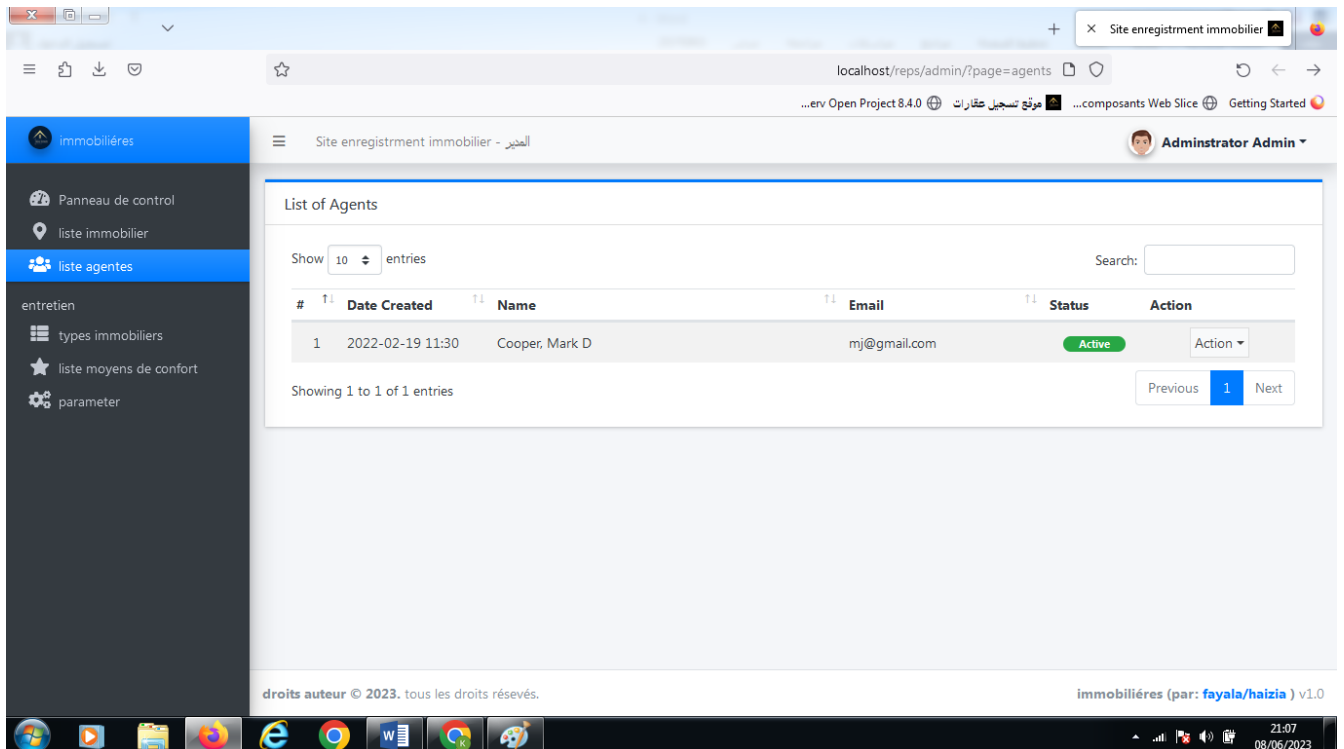 Site enregistrment immobilier
localhost/reps/admin/?page=agents
...erv Open Project 8.4.0 موقع تسجيل عقارات ...composants Web Slice Getting Started
immobiliéres
Site enregistrment immobilier - المدير
Adminstrator Admin
Panneau de control
liste immobilier
liste agentes
entretien
types immobiliers
liste moyens de confort
parameter
List of Agents
Show 10 entries
Search:
# Date Created Name Email Status Action
1 2022-02-19 11:30 Cooper, Mark D mj@gmail.com Active Action
Showing 1 to 1 of 1 entries
Previous 1 Next
droits auteur © 2023. tous les droits résevés.
immobiliéres (par: fayala/haizia ) v1.0
21:07
08/06/2023